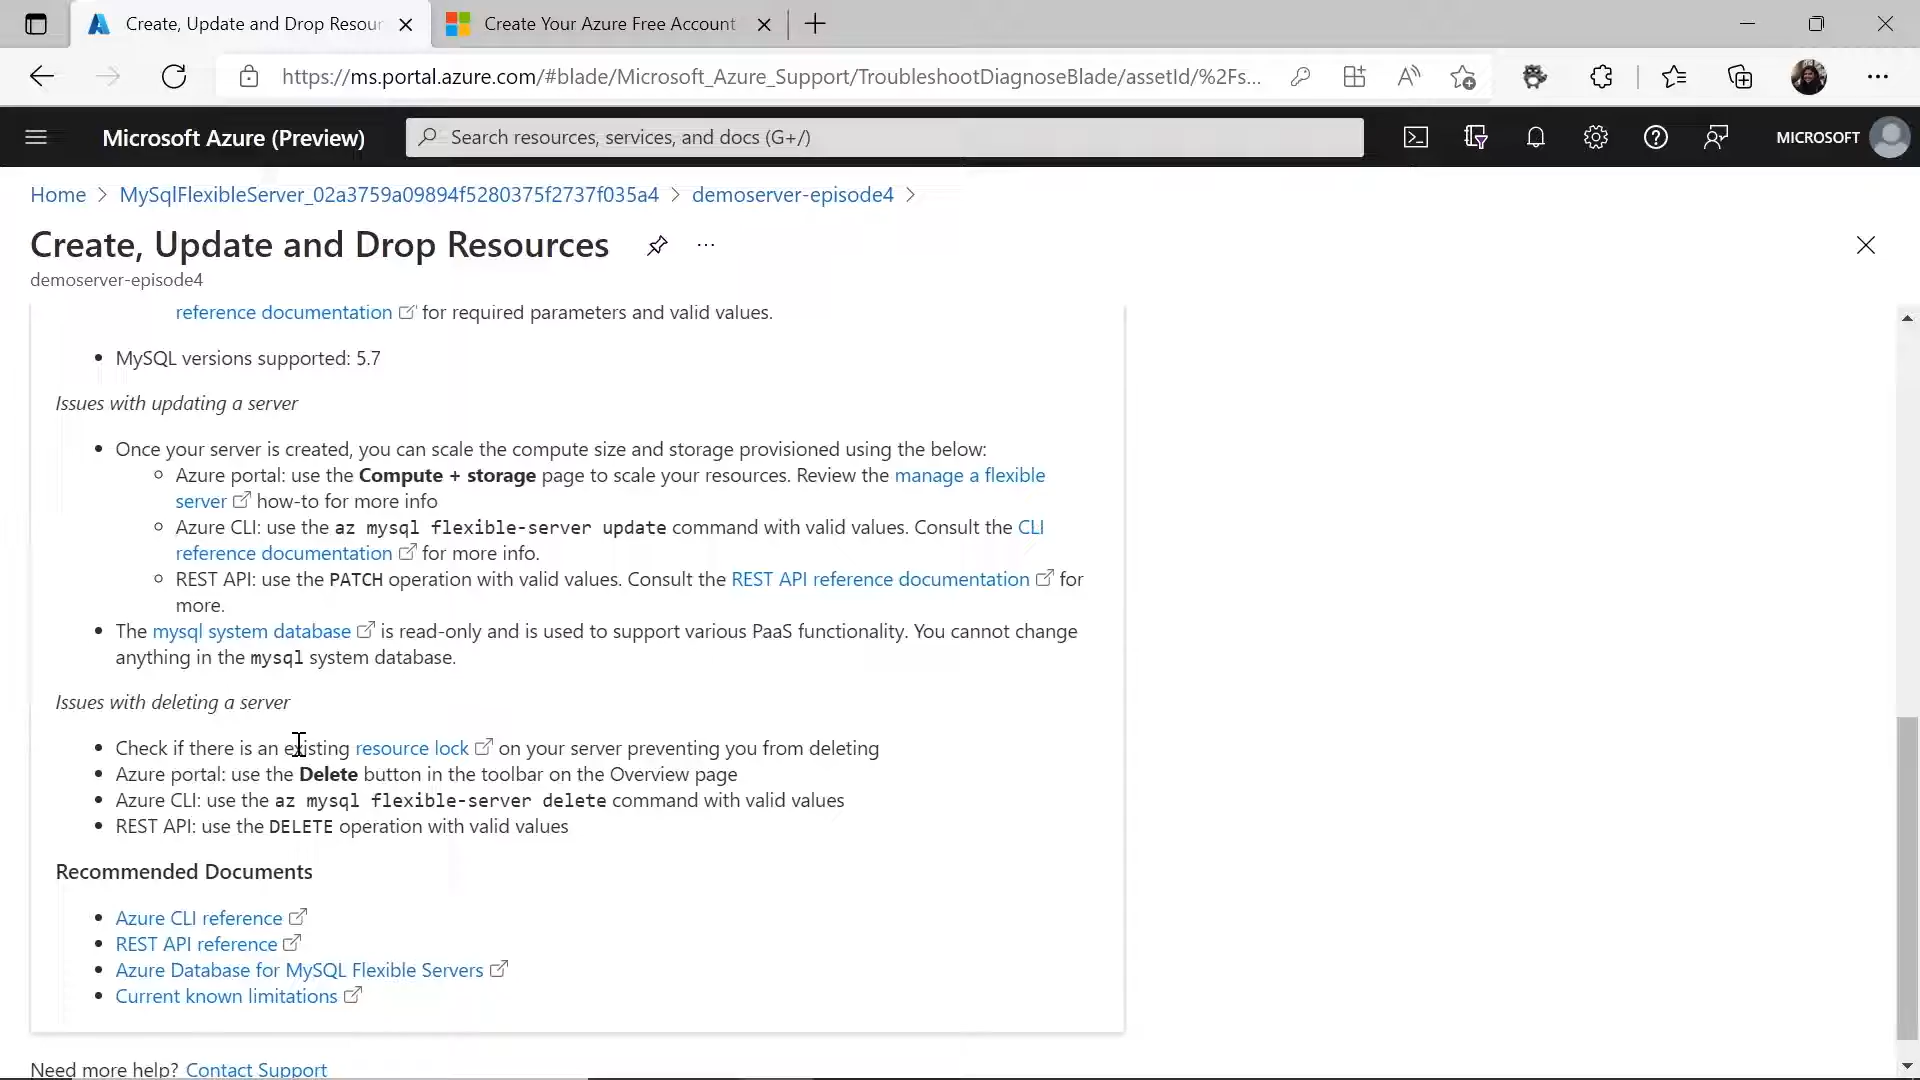 Create, Update and Drop Resour
Create Your Azure Free Account
https://ms.portal.azure.com/#blade/Microsoft_Azure_Support/TroubleshootDiagnoseBlade/assetId/%2Fs...
Microsoft Azure (Preview)
Search resources, services, and docs (G+/)
MICROSOFT
Home > MySqlFlexibleServer_02a3759a09894f5280375f2737f035a4 > demoserver-episode4 >
Create, Update and Drop Resources
demoserver-episode4
reference documentation for required parameters and valid values.
• MySQL versions supported: 5.7
Issues with updating a server
• Once your server is created, you can scale the compute size and storage provisioned using the below:
Azure portal: use the Compute + storage page to scale your resources. Review the manage a flexible
server how-to for more info
Azure CLI: use the az mysql flexible-server update command with valid values. Consult the CLI
reference documentation for more info.
REST API: use the PATCH operation with valid values. Consult the REST API reference documentation for
more.
• The mysql system database is read-only and is used to support various PaaS functionality. You cannot change
anything in the mysql system database.
Issues with deleting a server
• Check if there is an existing resource lock on your server preventing you from deleting
• Azure portal: use the Delete button in the toolbar on the Overview page
• Azure CLI: use the az mysql flexible-server delete command with valid values
• REST API: use the DELETE operation with valid values
Recommended Documents
• Azure CLI reference
• REST API reference
• Azure Database for MySQL Flexible Servers
• Current known limitations
Need more help? Contact Support